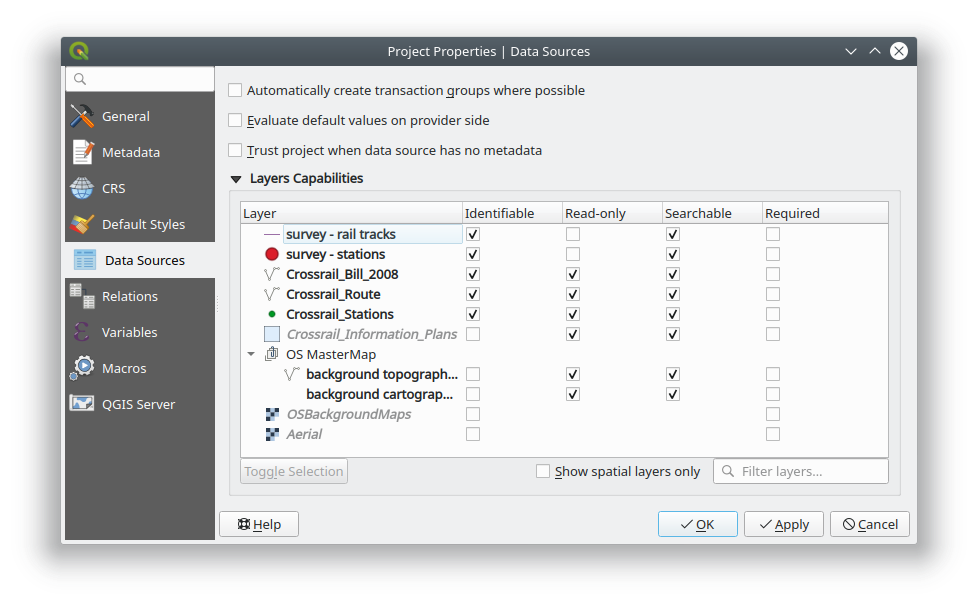 Project Properties | Data Sources
General
Metadata
CRS
Default Styles
Data Sources
Relations
Variables
Macros
QGIS Server
Automatically create transaction groups where possible
Evaluate default values on provider side
Trust project when data source has no metadata
Layers Capabilities
Layer Identifiable Read-only Searchable Required
survey - rail tracks
survey - stations
Crossrail_Bill_2008
Crossrail_Route
Crossrail_Stations
Crossrail_Information_Plans
OS MasterMap
background topograph...
background cartograp...
OSBackgroundMaps
Aerial
Toggle Selection Show spatial layers only Filter layers...
Help OK Apply Cancel